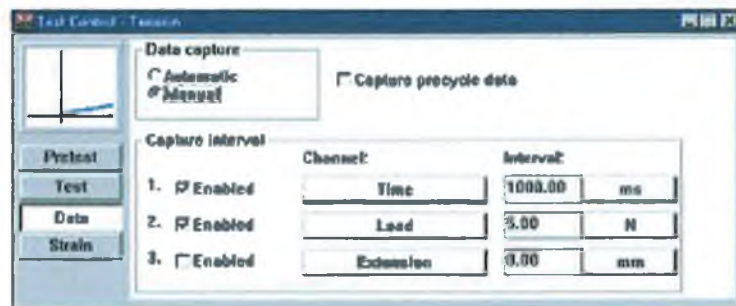 Test Control - Tension
Data capture
Automatic
Manual
Capture precycle data
Capture interval
Channel:
Interval:
Pretest
Test
Data
Strain
1. Enabled
Time
1000.00
ms
2. Enabled
Load
5.00
N
3. Enabled
Extension
0.00
mm